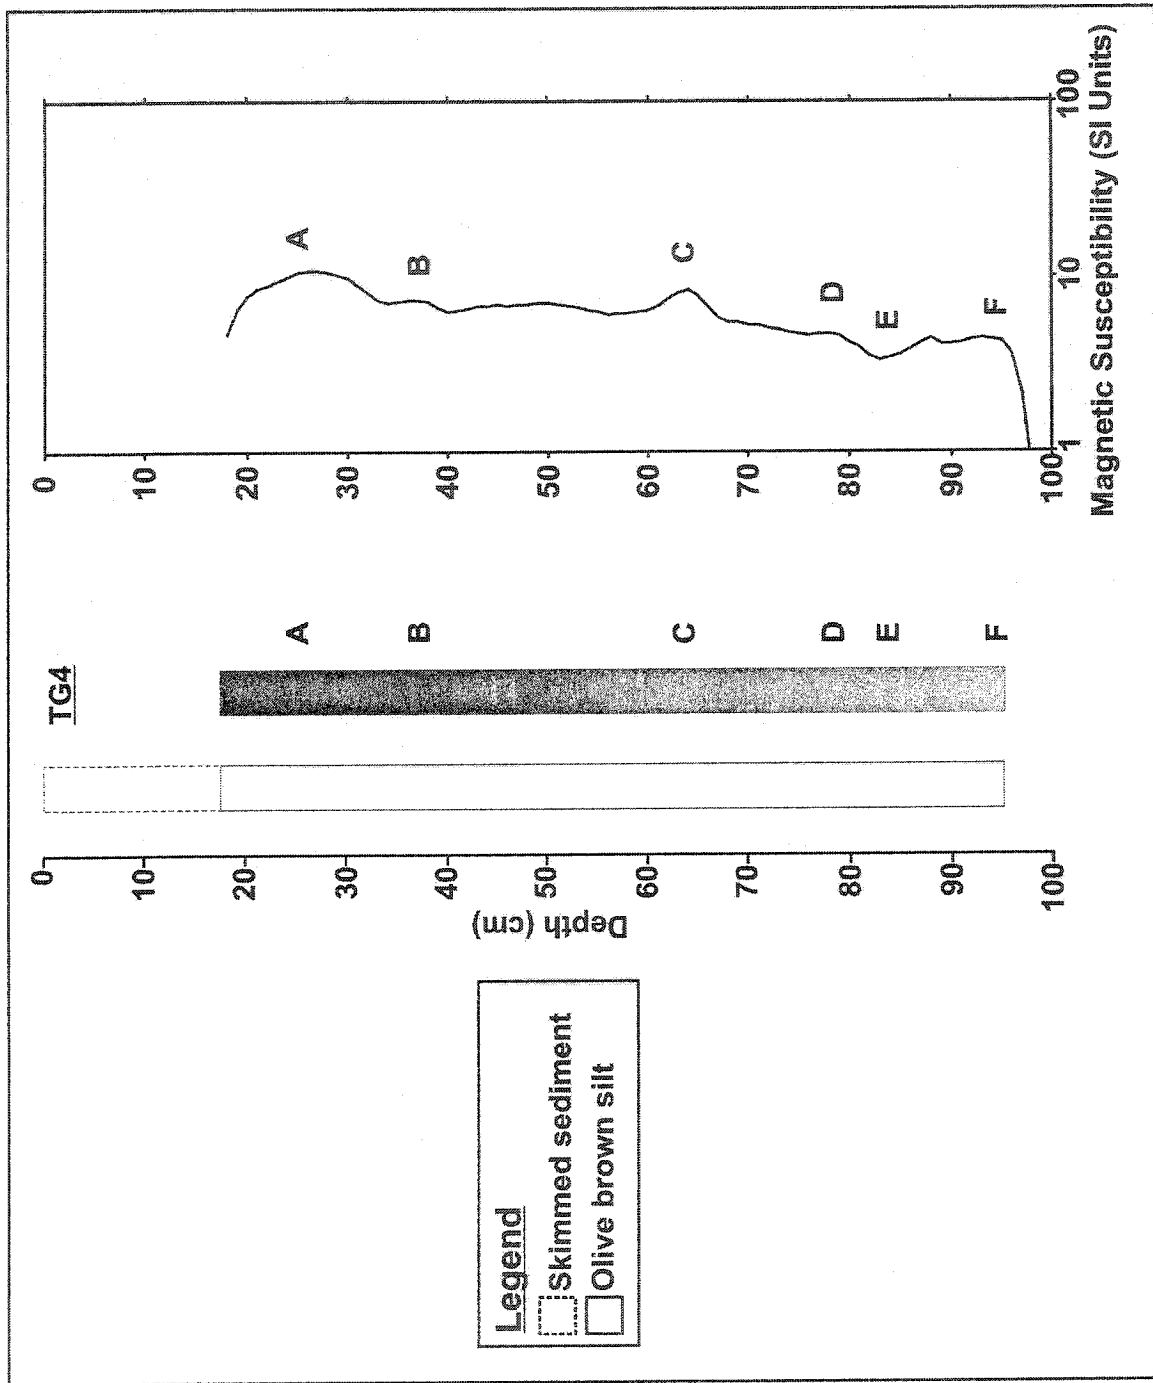 Legend
Skimmed sediment
Olive brown silt
Depth (cm)
0
10
20
30
40
50
60
70
80
90
100
TG4
A
B
C
D
E
F
0
10
20
30
40
50
60
70
80
90
100
A
B
C
D
E
F
1
10
100
Magnetic Susceptibility (SI Units)